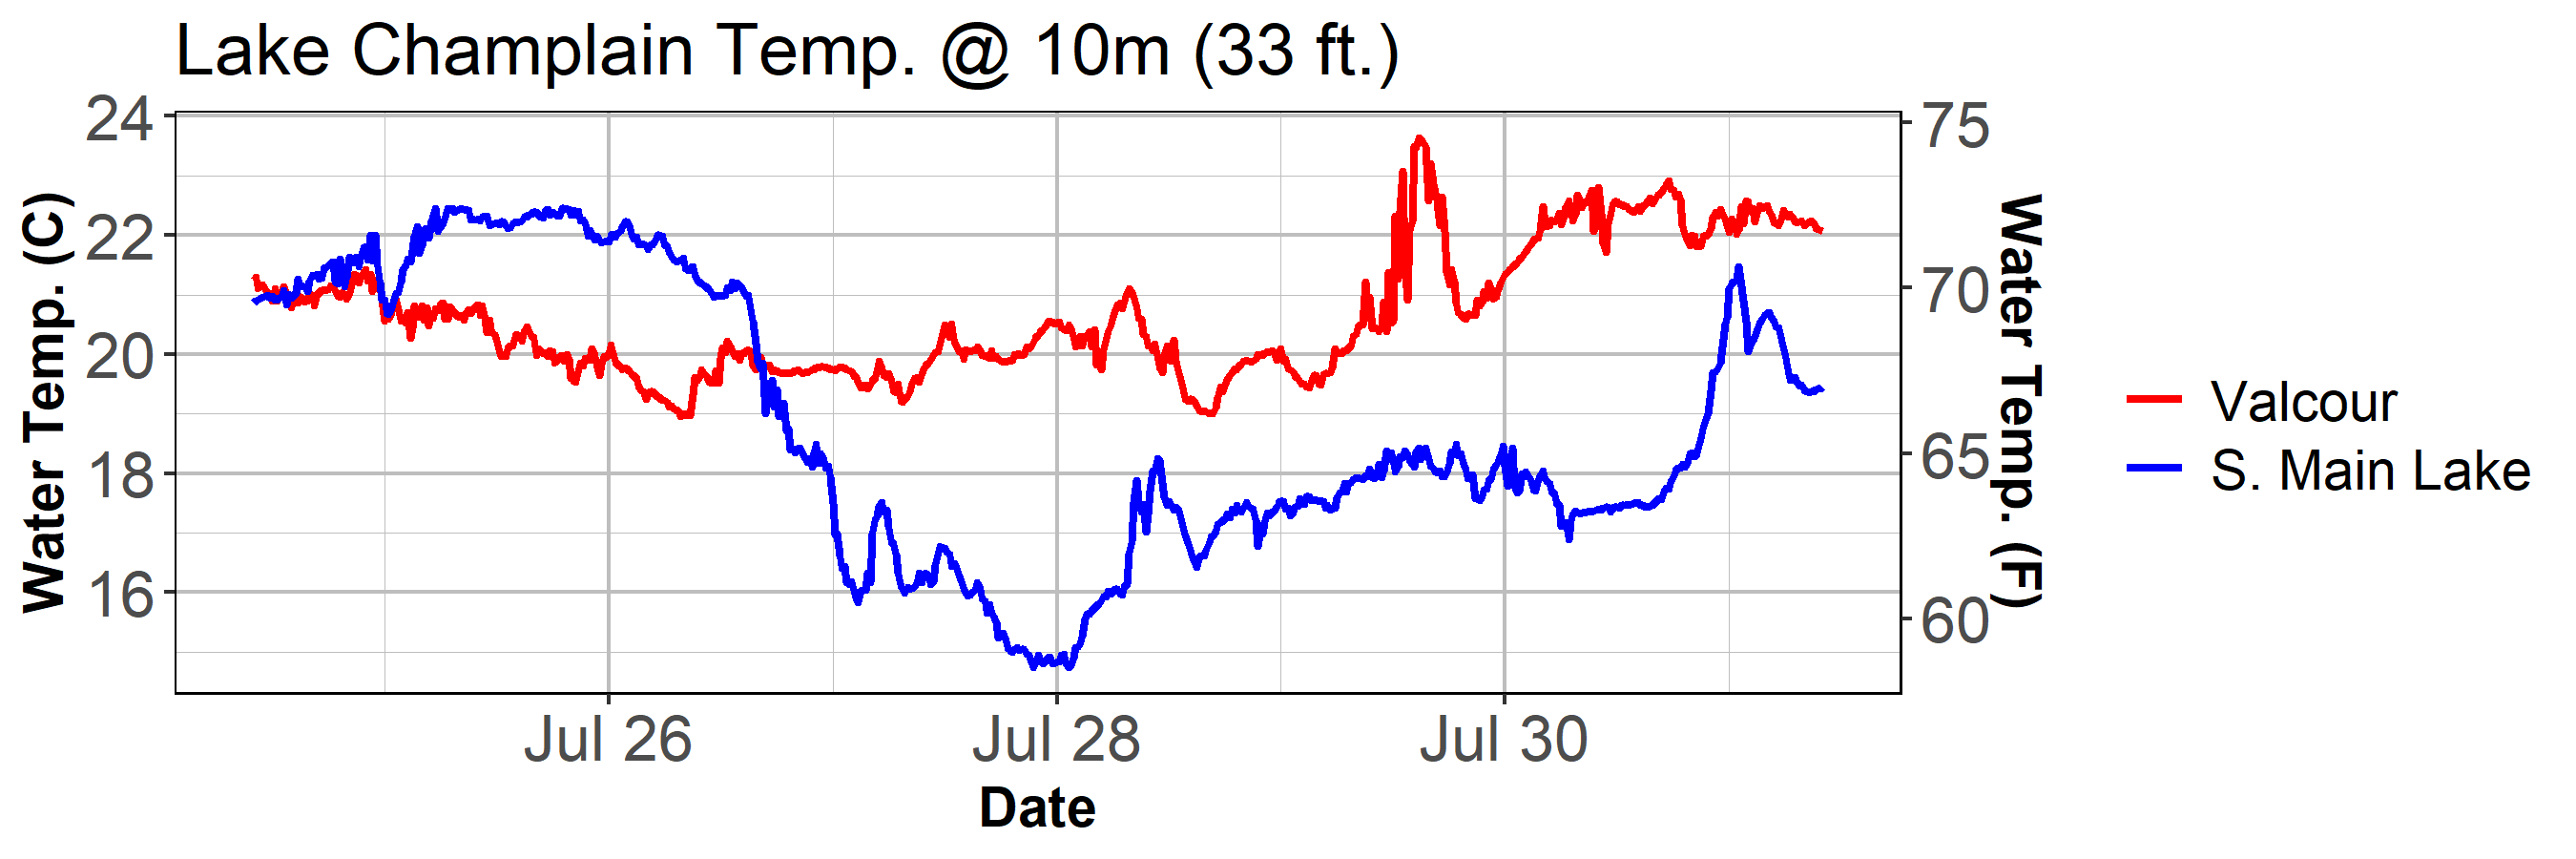 Lake Champlain Temp. @ 10m (33 ft.)
Water Temp. (C)
24
22
20
18
16
75
70
65
60
Water Temp. (F)
Jul 26
Jul 28
Jul 30
Date
Valcour
S. Main Lake